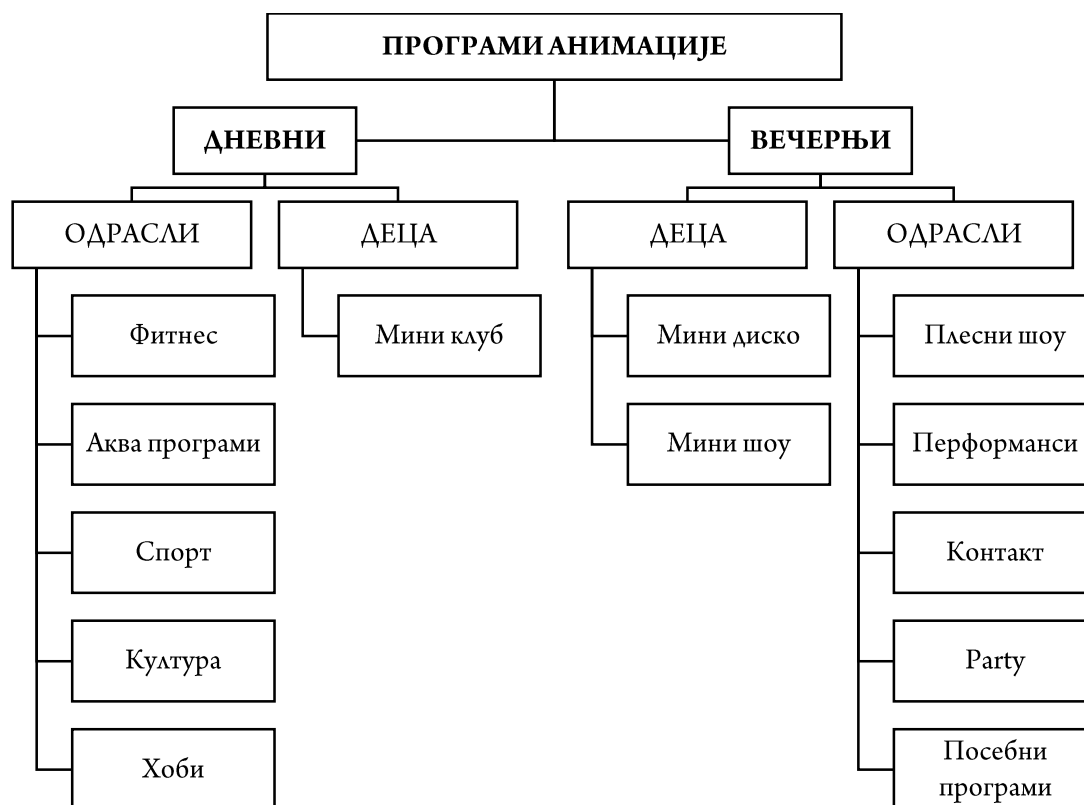 ПРОГРАМИ АНИМАЦИЈЕ
ДНЕВНИ
ВЕЧЕРЊИ
ОДРАСЛИ
ДЕЦА
ДЕЦА
ОДРАСЛИ
Фитнес
Мини клуб
Мини диско
Плесни шоу
Аква програми
Мини шоу
Перформанси
Спорт
Контакт
Култура
Party
Хоби
Посебни
програми